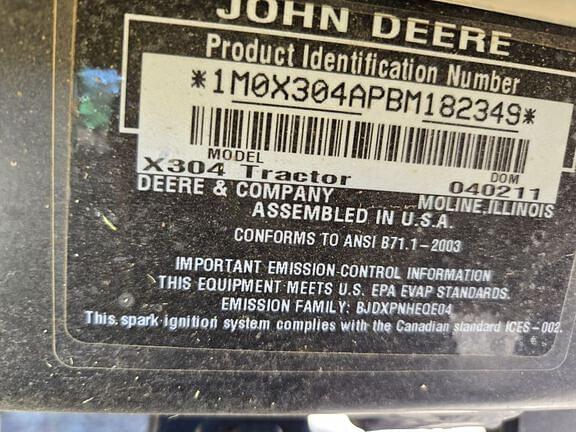 JOHN DEERE
Product Identification Number
*1M0X304APBM182349*
MODEL DOM
X304 Tractor 040211
DEERE & COMPANY MOLINE, ILLINOIS
ASSEMBLED IN U.S.A.
CONFORMS TO ANSI B71.1-2003
IMPORTANT EMISSION CONTROL INFORMATION
THIS EQUIPMENT MEETS U.S. EPA EVAP STANDARDS.
EMISSION FAMILY: BJDXPNHEQE04
This spark ignition system complies with the Canadian standard ICES-002.